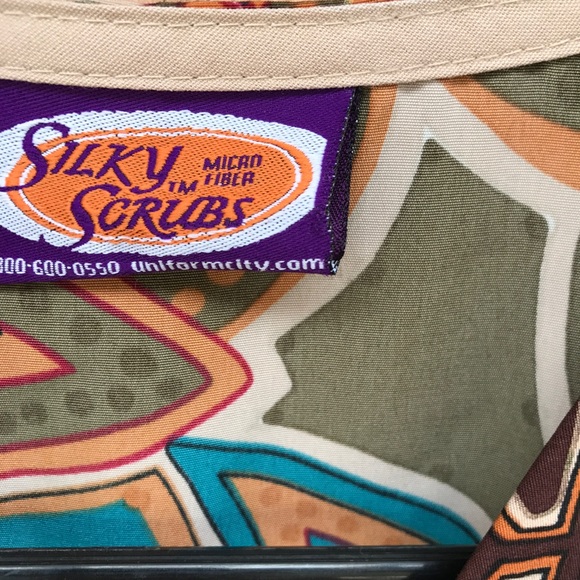 SILKY MICRO
TM FIBER
SCRUBS
800-600-0550 uniformcity.com